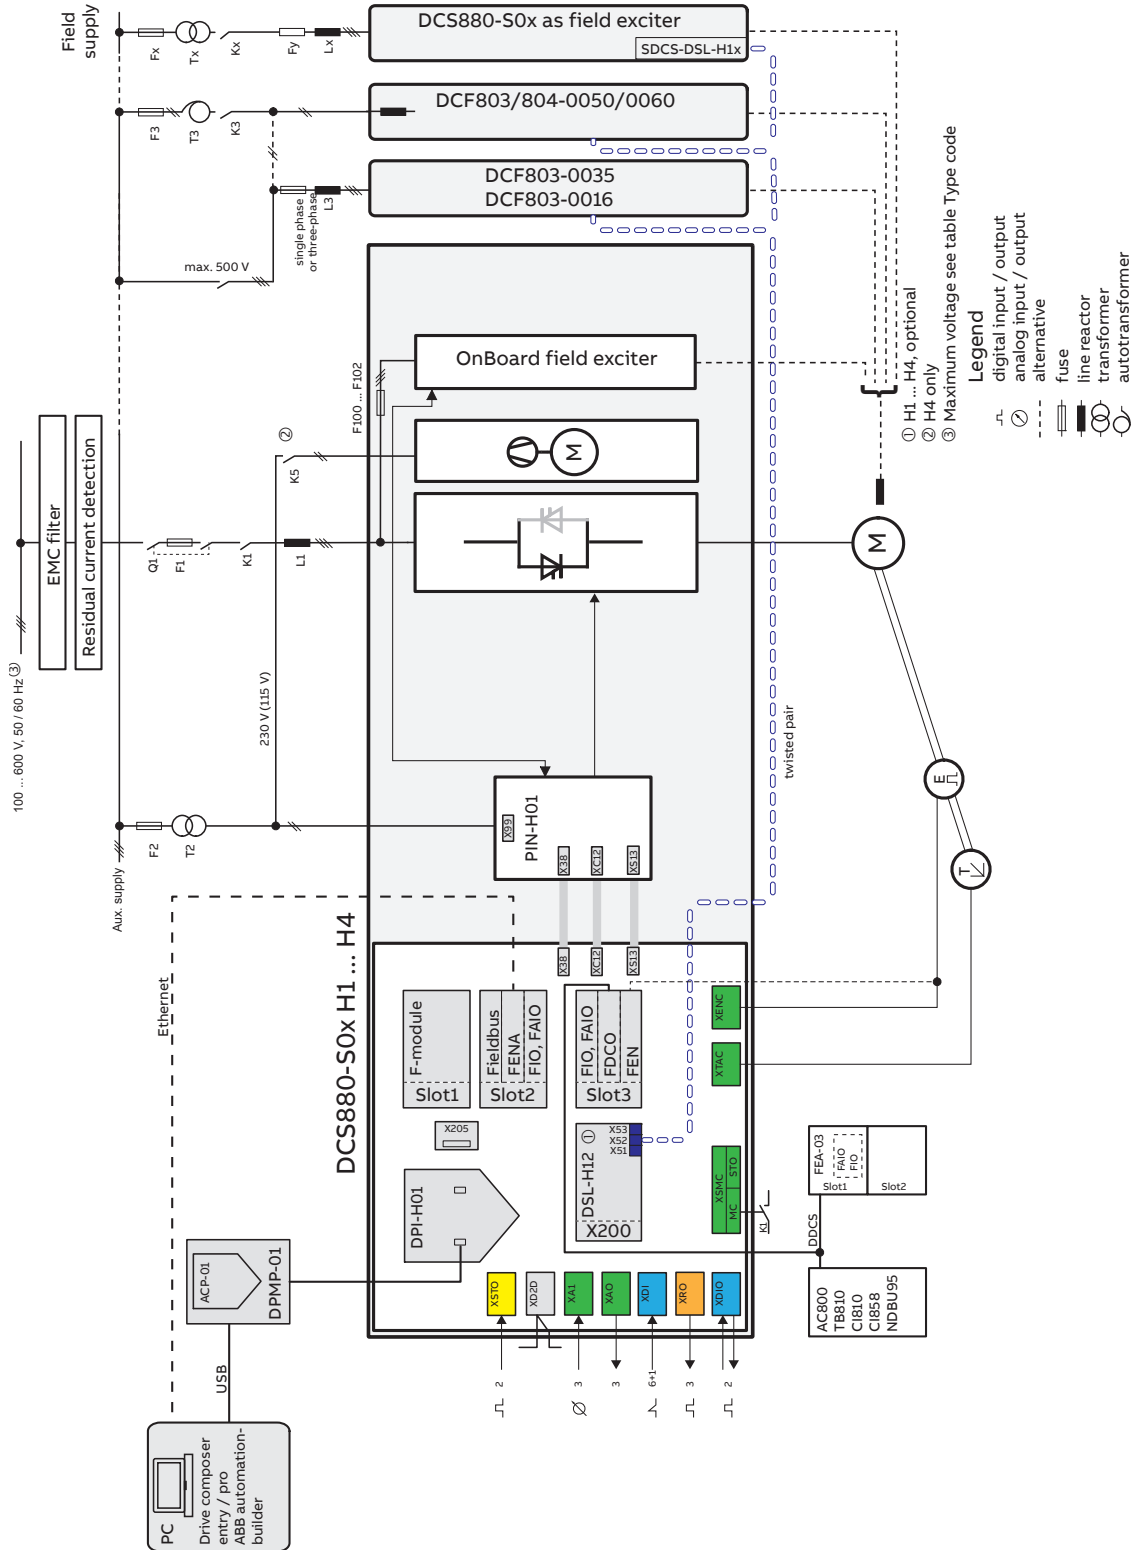 Field
supply
Fx
Tx
Kx
Fy
Lx
DCS880-S0x as field exciter
SDCS-DSL-H1x
F3
T3
K3
DCF803/804-0050/0060
single phase
or three-phase
L3
DCF803-0035
DCF803-0016
max. 500 V
100 ... 600 V, 50 / 60 Hz ③
EMC filter
Residual current detection
Q1
F1
K1
L1
K5
②
F100 ... F102
OnBoard field exciter
M
M
230 V (115 V)
Aux. supply
F2
T2
X99
PIN-H01
X38
XC12
XS13
X38
XC12
XS13
twisted pair
E
T
① H1 ... H4, optional
② H4 only
③ Maximum voltage see table Type code
Legend
digital input / output
analog input / output
alternative
fuse
line reactor
transformer
autotransformer
DCS880-S0x H1 ... H4
Ethernet
F-module
Slot1
Fieldbus
FENA
FIO, FAIO
Slot2
FIO, FAIO
FDCO
FEN
Slot3
X205
DPI-H01
DSL-H12 ①
X200
X53
X52
X51
XENC
XTAC
XSMC
MC
STO
K1
XSTO
XD2D
XA1
XAO
XDI
XRO
XDIO
2
3
3
6+1
3
2
DDCS
FEA-03
FAIO
FIO
Slot1
Slot2
AC800
TB810
CI810
CI858
NDBU95
ACP-01
DPMP-01
USB
PC
Drive composer
entry / pro
ABB automation-
builder